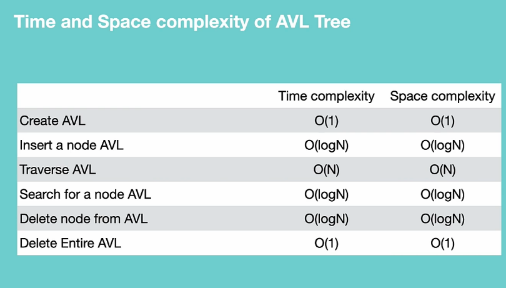 Time and Space complexity of AVL Tree
Time complexity Space complexity
Create AVL O(1) O(1)
Insert a node AVL O(logN) O(logN)
Traverse AVL O(N) O(N)
Search for a node AVL O(logN) O(logN)
Delete node from AVL O(logN) O(logN)
Delete Entire AVL O(1) O(1)